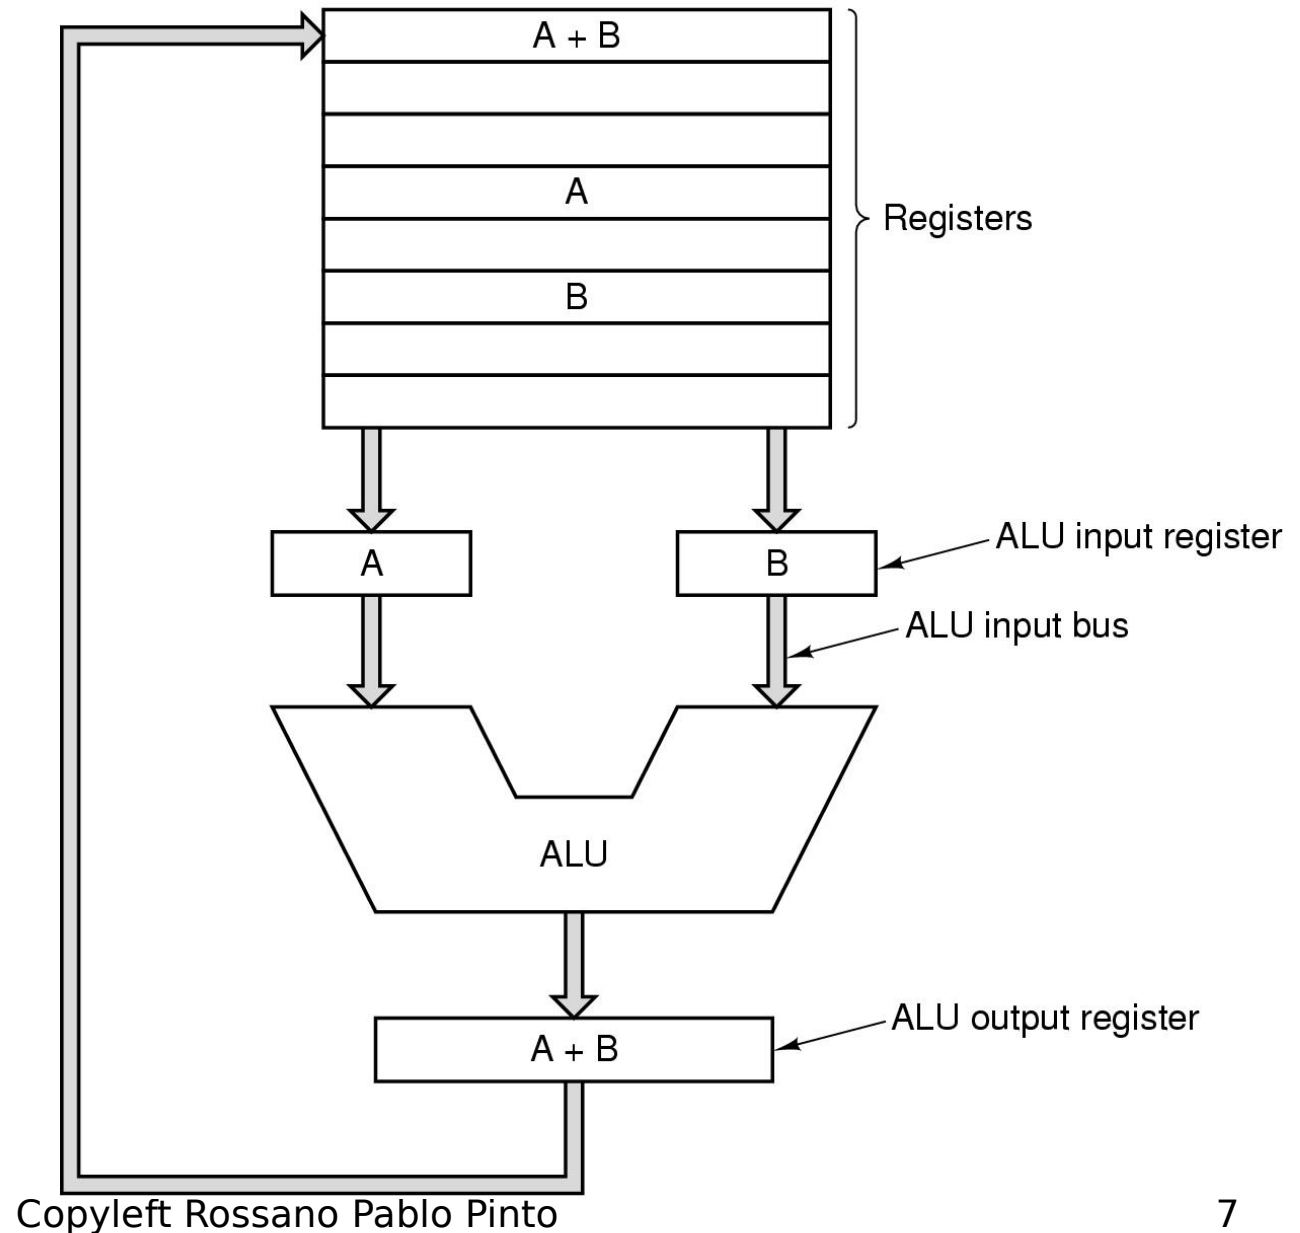 A + B
A
Registers
B
ALU input register
A
B
ALU input bus
ALU
ALU output register
A + B
Copyleft Rossano Pablo Pinto
7